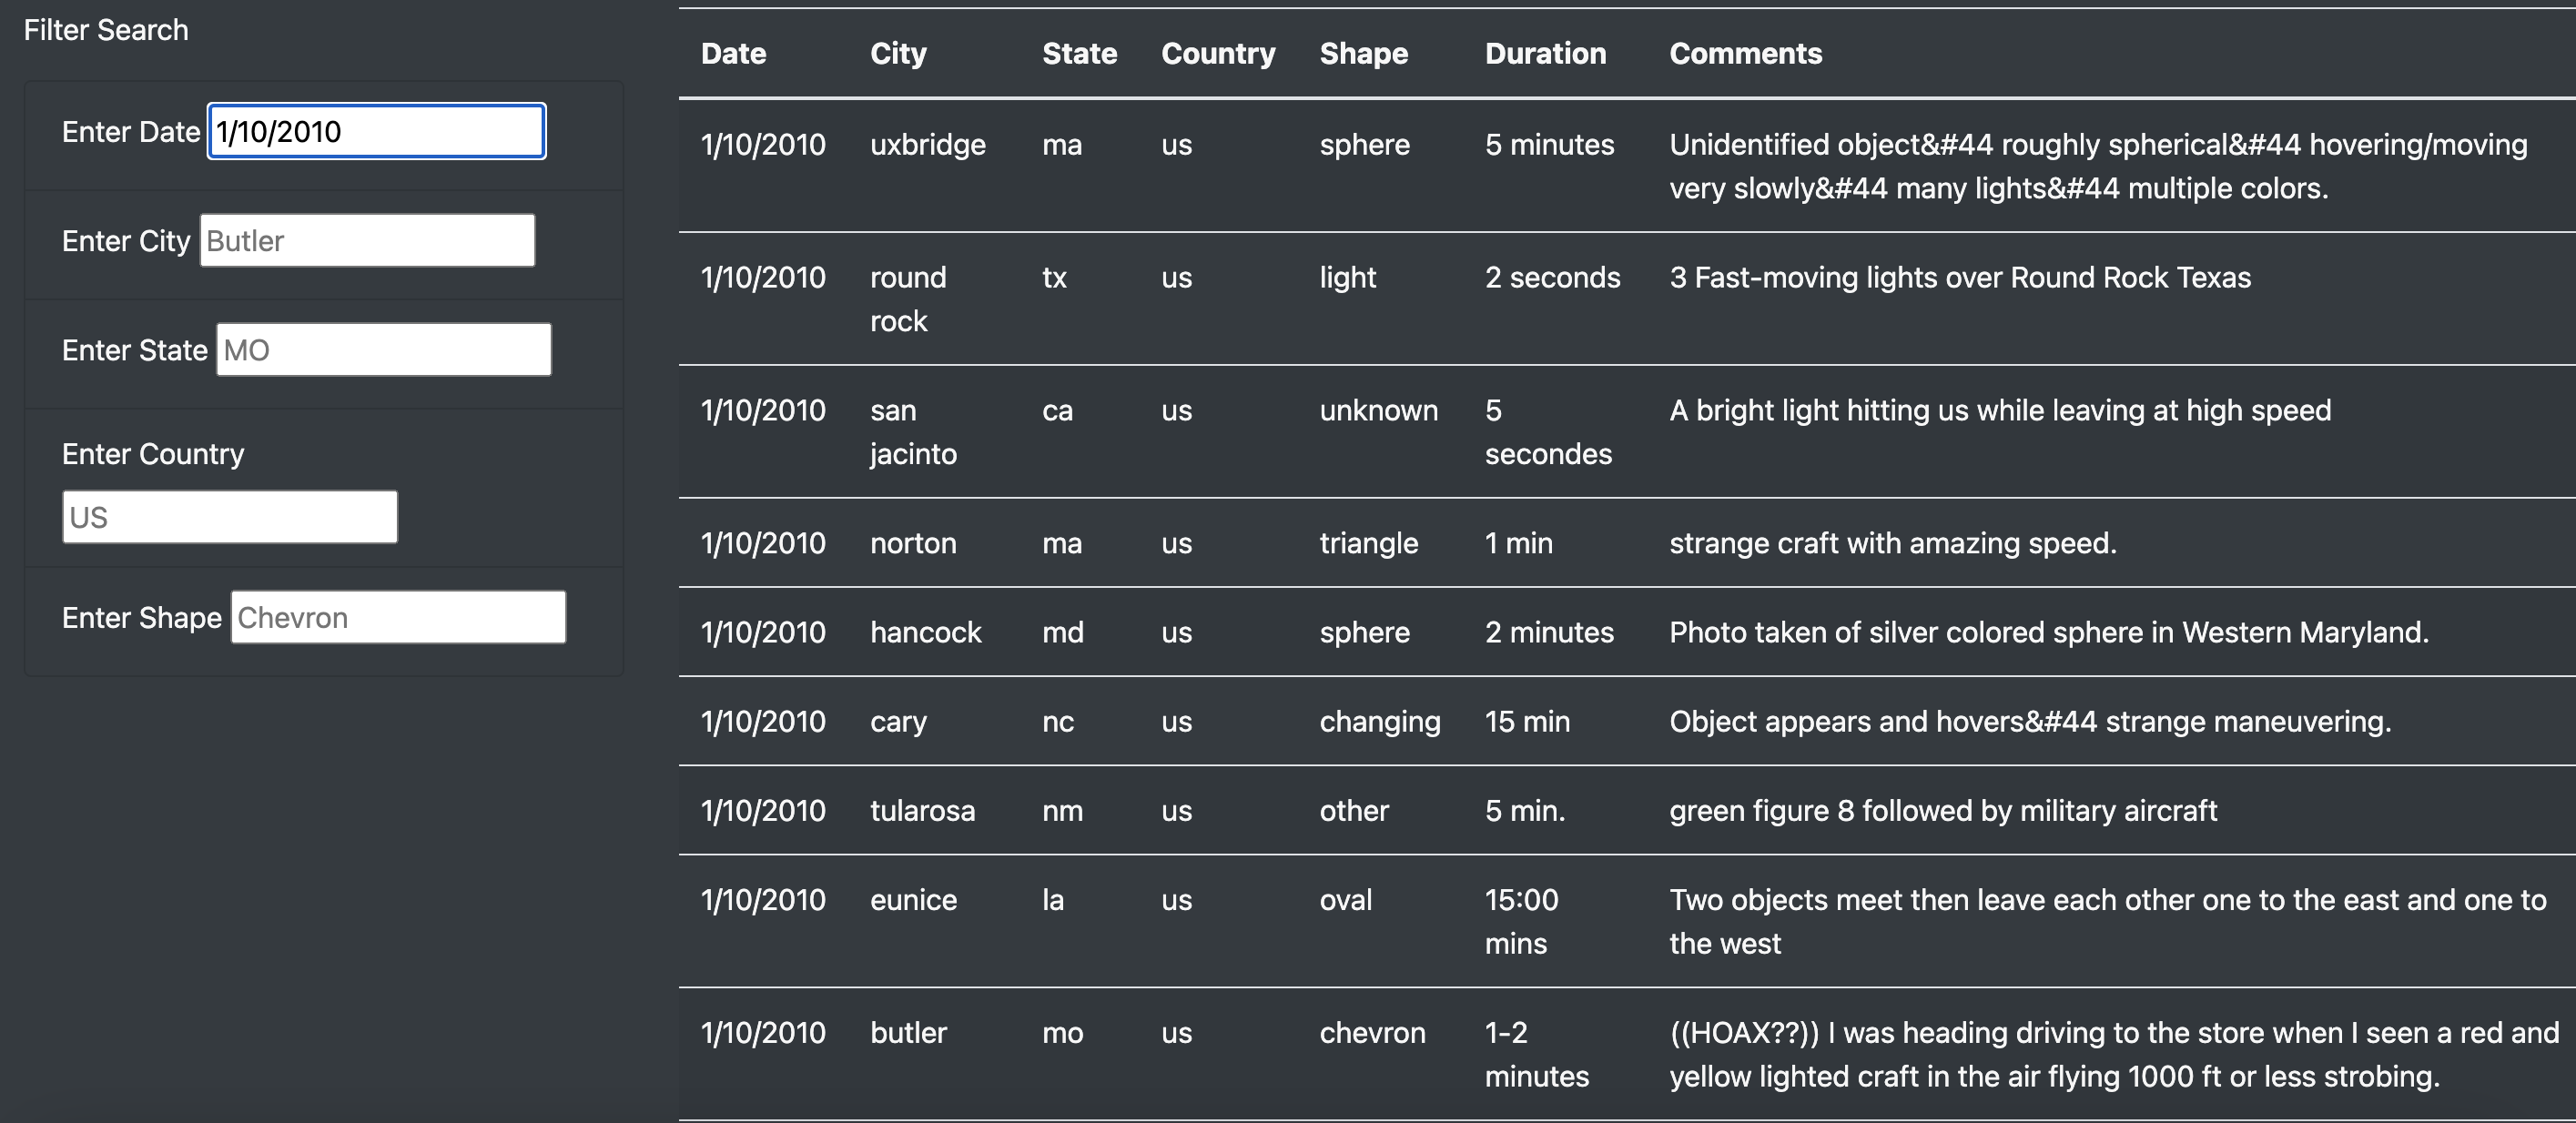 Filter Search
Enter Date 1/10/2010
Enter City Butler
Enter State MO
Enter Country
US
Enter Shape Chevron
Date City State Country Shape Duration Comments
1/10/2010 uxbridge ma us sphere 5 minutes Unidentified object&#44 roughly spherical&#44 hovering/moving
very slowly&#44 many lights&#44 multiple colors.
1/10/2010 round tx us light 2 seconds 3 Fast-moving lights over Round Rock Texas
rock
1/10/2010 san ca us unknown 5 A bright light hitting us while leaving at high speed
jacinto secondes
1/10/2010 norton ma us triangle 1 min strange craft with amazing speed.
1/10/2010 hancock md us sphere 2 minutes Photo taken of silver colored sphere in Western Maryland.
1/10/2010 cary nc us changing 15 min Object appears and hovers&#44 strange maneuvering.
1/10/2010 tularosa nm us other 5 min. green figure 8 followed by military aircraft
1/10/2010 eunice la us oval 15:00 Two objects meet then leave each other one to the east and one to
mins the west
1/10/2010 butler mo us chevron 1-2 ((HOAX??)) I was heading driving to the store when I seen a red and
minutes yellow lighted craft in the air flying 1000 ft or less strobing.